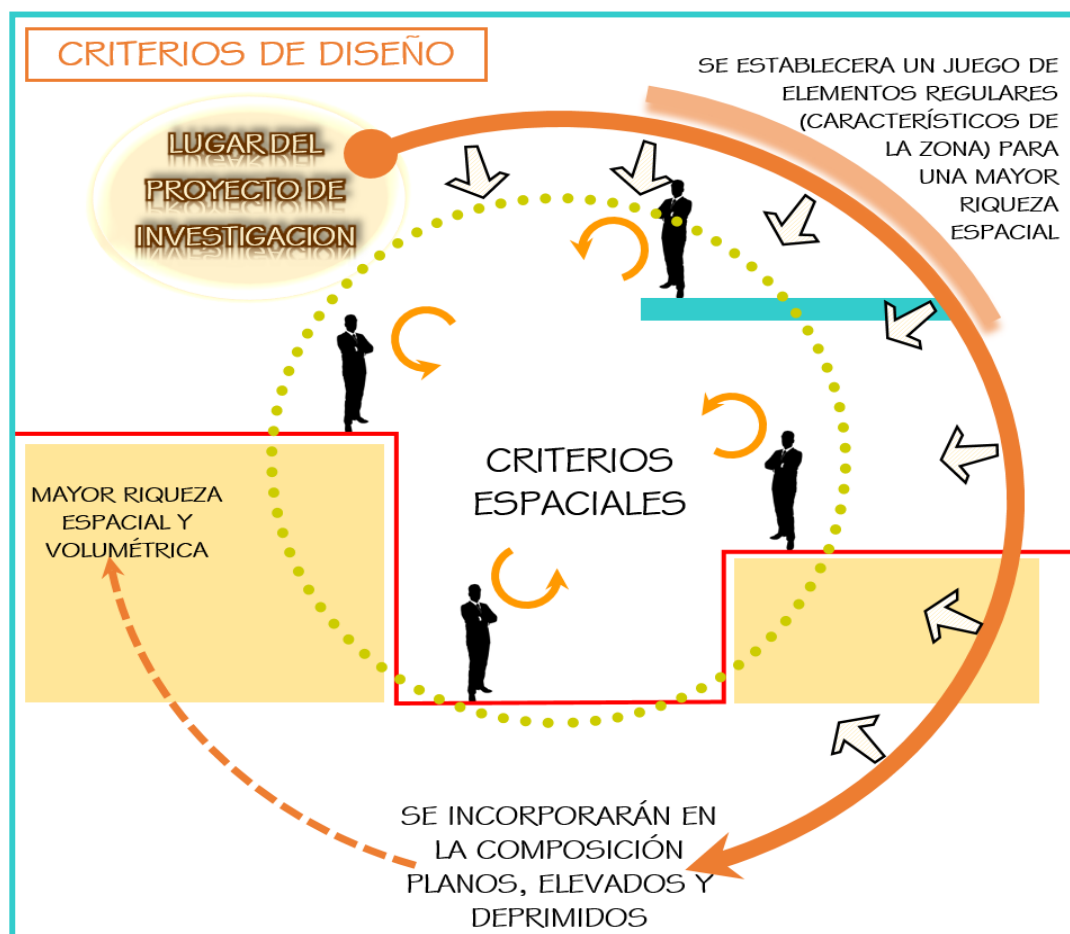 CRITERIOS DE DISEÑO
LUGAR DEL
PROYECTO DE
INVESTIGACION
SE ESTABLECERA UN JUEGO DE
ELEMENTOS REGULARES
(CARACTERÍSTICOS DE
LA ZONA) PARA
UNA MAYOR
RIQUEZA
ESPACIAL
CRITERIOS
ESPACIALES
MAYOR RIQUEZA
ESPACIAL Y
VOLUMÉTRICA
SE INCORPORARÁN EN
LA COMPOSICIÓN
PLANOS, ELEVADOS Y
DEPRIMIDOS